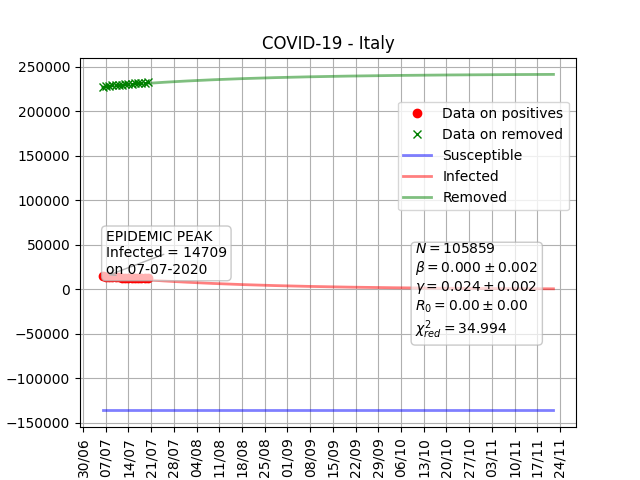 COVID-19 - Italy
250000
200000
150000
100000
50000
0
−50000
−100000
−150000
Data on positives
Data on removed
Susceptible
Infected
Removed
EPIDEMIC PEAK
Infected = 14709
on 07-07-2020
N = 105859
β = 0.000 ± 0.002
γ = 0.024 ± 0.002
R₀ = 0.00 ± 0.00
χ²red = 34.994
30/06
07/07
14/07
21/07
28/07
04/08
11/08
18/08
25/08
01/09
08/09
15/09
22/09
29/09
06/10
13/10
20/10
27/10
03/11
10/11
17/11
24/11